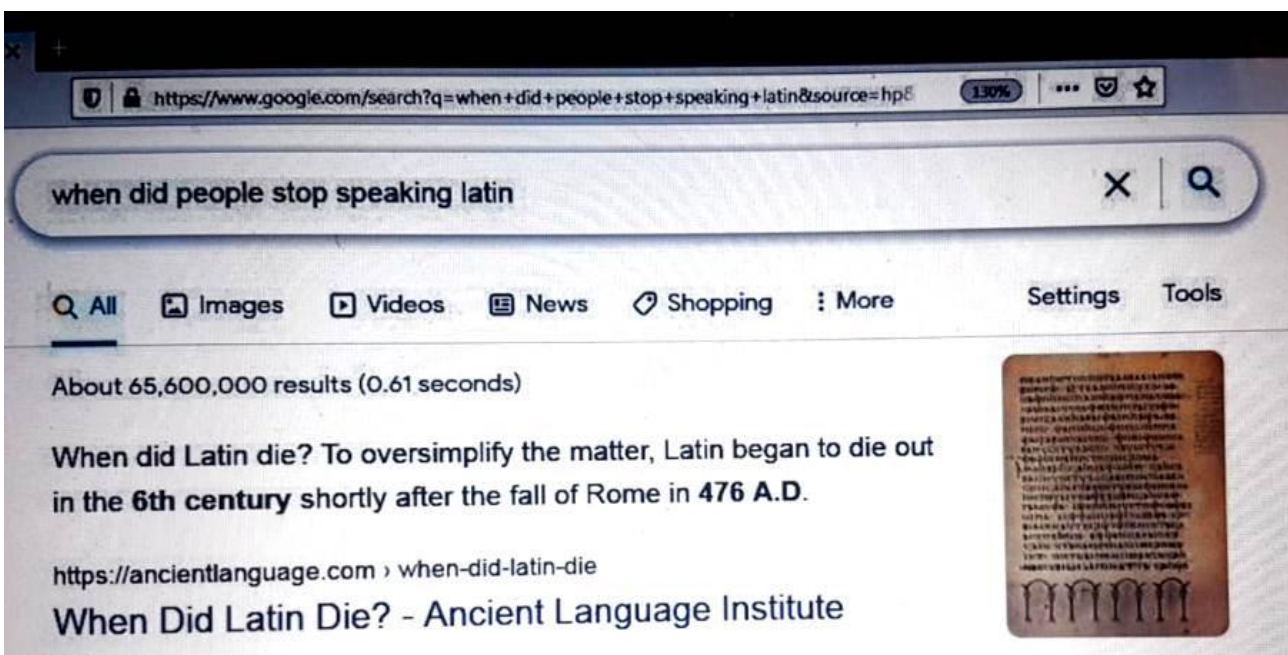 https://www.google.com/search?q=when+did+people+stop+speaking+latin&source=hp&
130%
when did people stop speaking latin
All Images Videos News Shopping More Settings Tools
About 65,600,000 results (0.61 seconds)
When did Latin die? To oversimplify the matter, Latin began to die out
in the 6th century shortly after the fall of Rome in 476 A.D.
https://ancientlanguage.com › when-did-latin-die
When Did Latin Die? - Ancient Language Institute